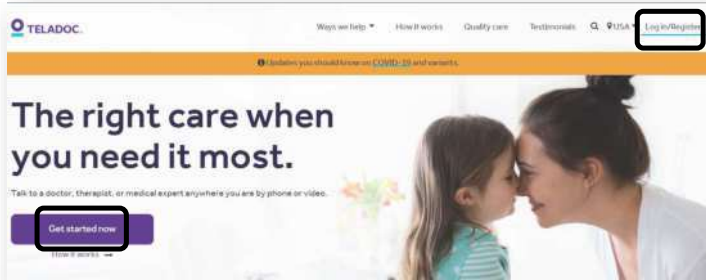 TELADOC.
Ways we help How it works Quality care Testimonials USA Log in/Register
Updates you should know on COVID-19 and variants.
The right care when
you need it most.
Talk to a doctor, therapist, or medical expert anywhere you are by phone or video.
Get started now
How it works →